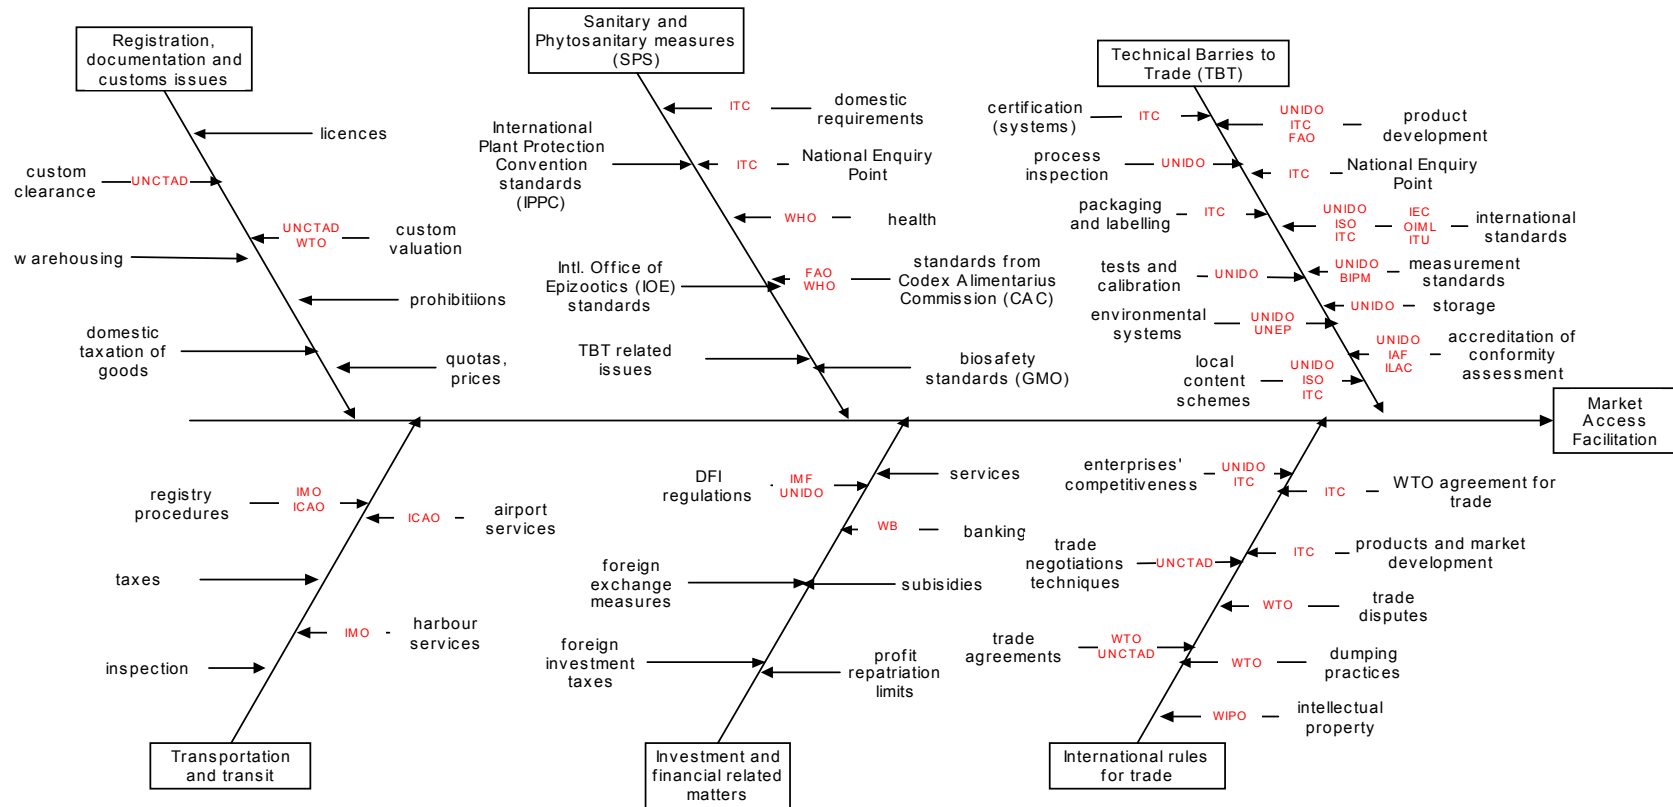 Registration,
documentation and
customs issues
licences
custom
clearance
UNCTAD
UNCTAD
WTO
custom
valuation
warehousing
prohibitiions
domestic
taxation of
goods
quotas,
prices
Sanitary and
Phytosanitary measures
(SPS)
ITC
domestic
requirements
International
Plant Protection
Convention
standards
(IPPC)
ITC
National Enquiry
Point
WHO
health
Intl. Office of
Epizootics (IOE)
standards
FAO
WHO
standards from
Codex Alimentarius
Commission (CAC)
TBT related
issues
biosafety
standards (GMO)
Technical Barries to
Trade (TBT)
certification
(systems)
ITC
UNIDO
ITC
FAO
product
development
process
inspection
UNIDO
ITC
National Enquiry
Point
packaging
and labelling
ITC
UNIDO
ISO
ITC
IEC
OIML
ITU
international
standards
tests and
calibration
UNIDO
UNIDO
BIPM
measurement
standards
UNIDO
storage
environmental
systems
UNIDO
UNEP
UNIDO
IAF
ILAC
accreditation of
conformity
assessment
local
content
schemes
UNIDO
ISO
ITC
Market
Access
Facilitation
registry
procedures
IMO
ICAO
ICAO
airport
services
taxes
IMO
harbour
services
inspection
Transportation
and transit
DFI
regulations
IMF
UNIDO
services
WB
banking
foreign
exchange
measures
subisidies
foreign
investment
taxes
profit
repatriation
limits
Investment and
financial related
matters
enterprises'
competitiveness
UNIDO
ITC
ITC
WTO agreement for
trade
trade
negotiations
techniques
UNCTAD
ITC
products and market
development
WTO
trade
disputes
trade
agreements
WTO
UNCTAD
WTO
dumping
practices
WIPO
intellectual
property
International rules
for trade